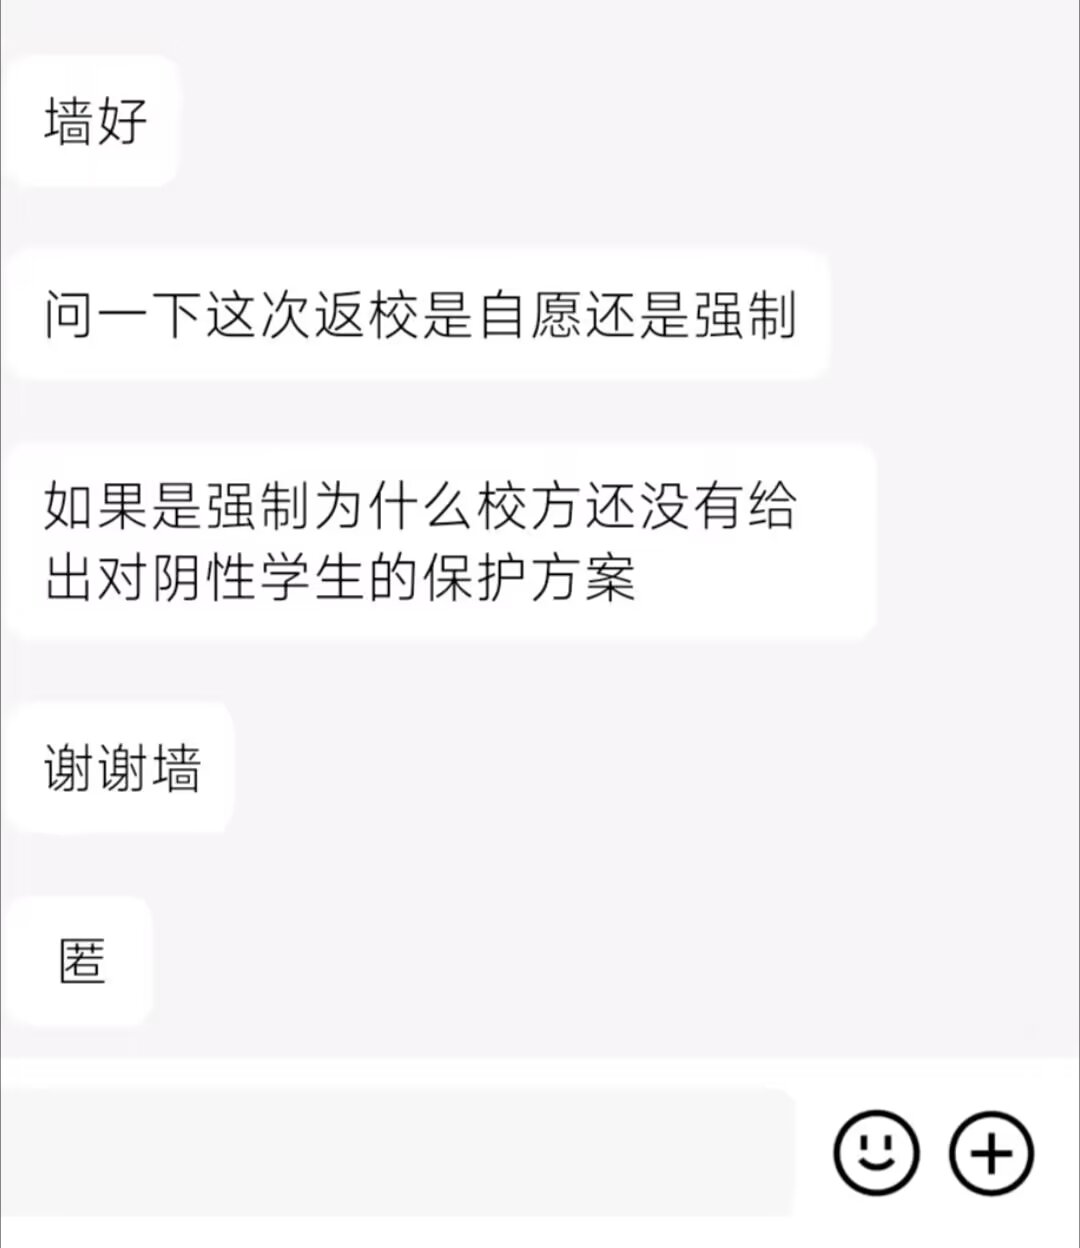 墙好
问一下这次返校是自愿还是强制
如果是强制为什么校方还没有给
出对阴性学生的保护方案
谢谢墙
匿